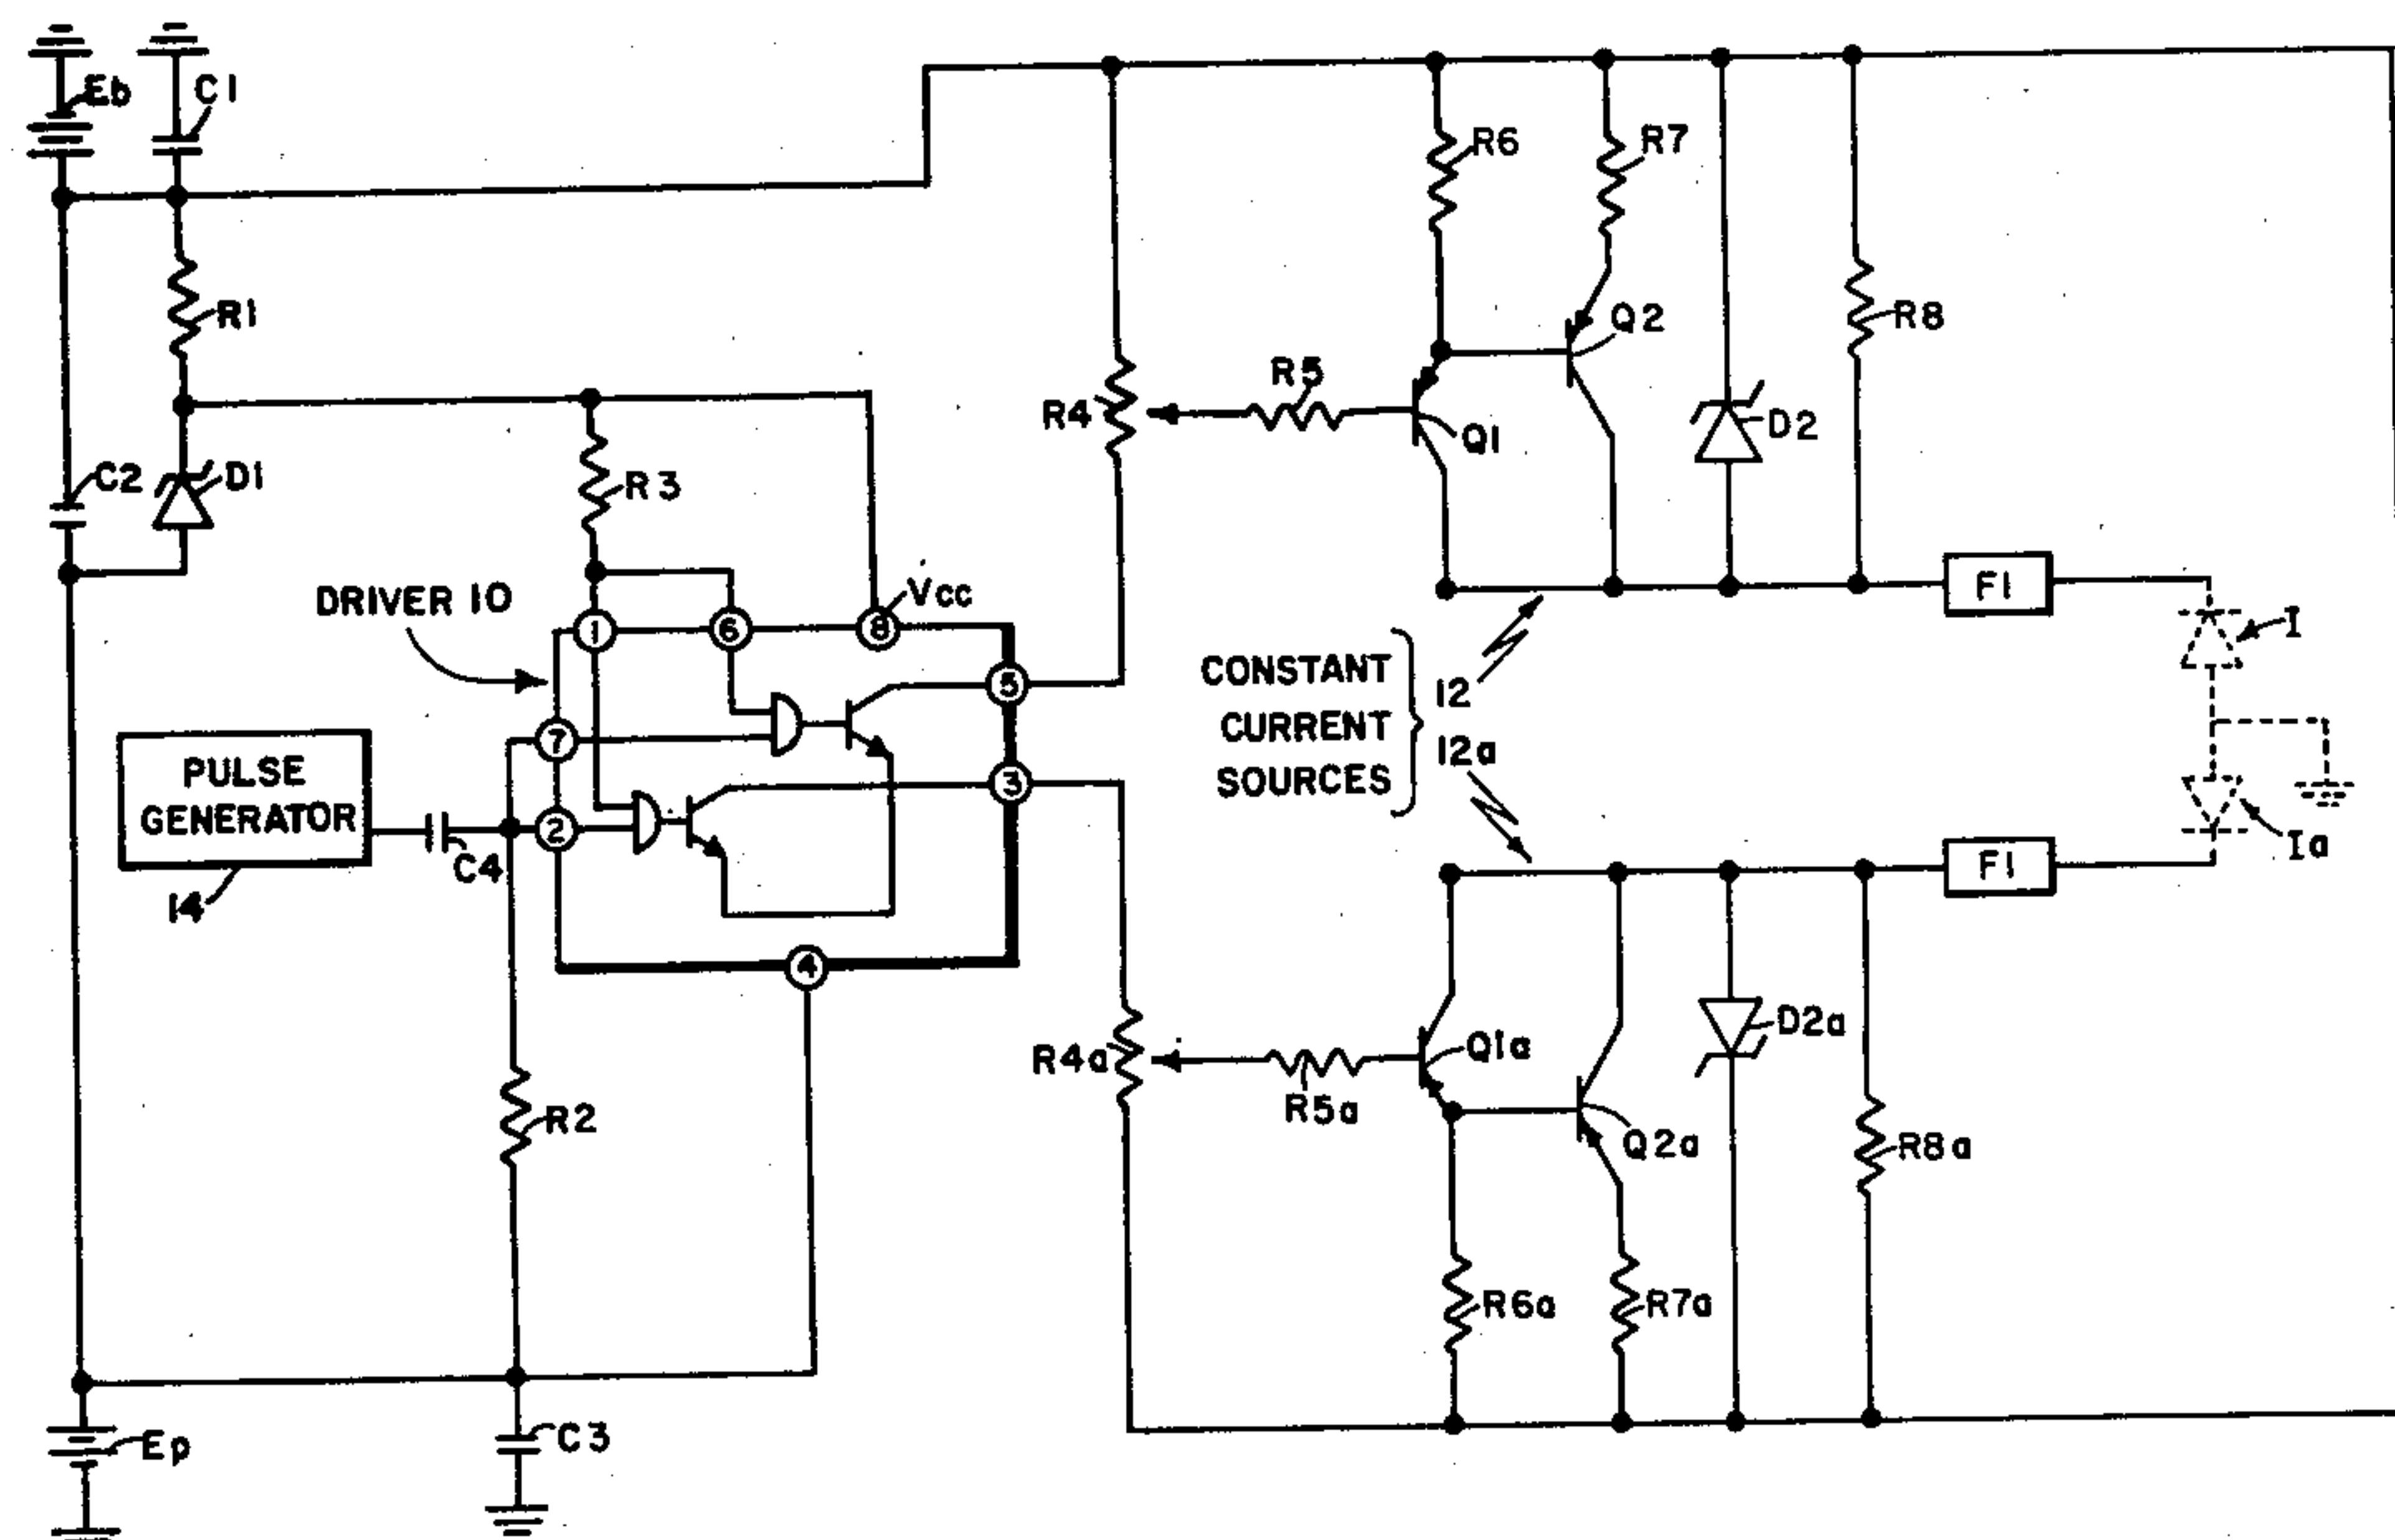 Eb
C1
R6
R7
R1
R8
Q2
R5
R4
Q1
D2
C2
D1
R3
F1
DRIVER 10
Vcc
1
6
8
I
5
CONSTANT
CURRENT
SOURCES
12
12a
7
PULSE
GENERATOR
3
2
C4
14
F1
Ia
4
D2a
R4a
R5a
Q1a
Q2a
R2
R8a
R6a
R7a
Ep
C3